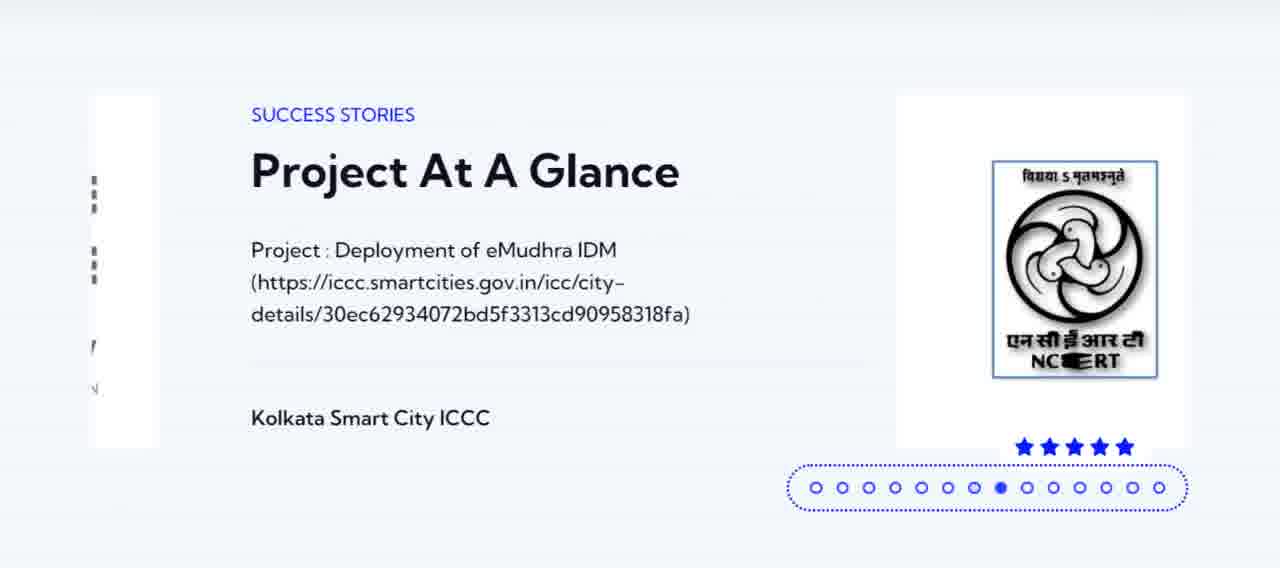 SUCCESS STORIES
Project At A Glance
Project : Deployment of eMudhra IDM
(https://iccc.smartcities.gov.in/icc/city-
details/30ec62934072bd5f3313cd90958318fa)
Kolkata Smart City ICCC
विद्यया ऽ मृतमश्नुते
एन सी ई आर टी
NCERT